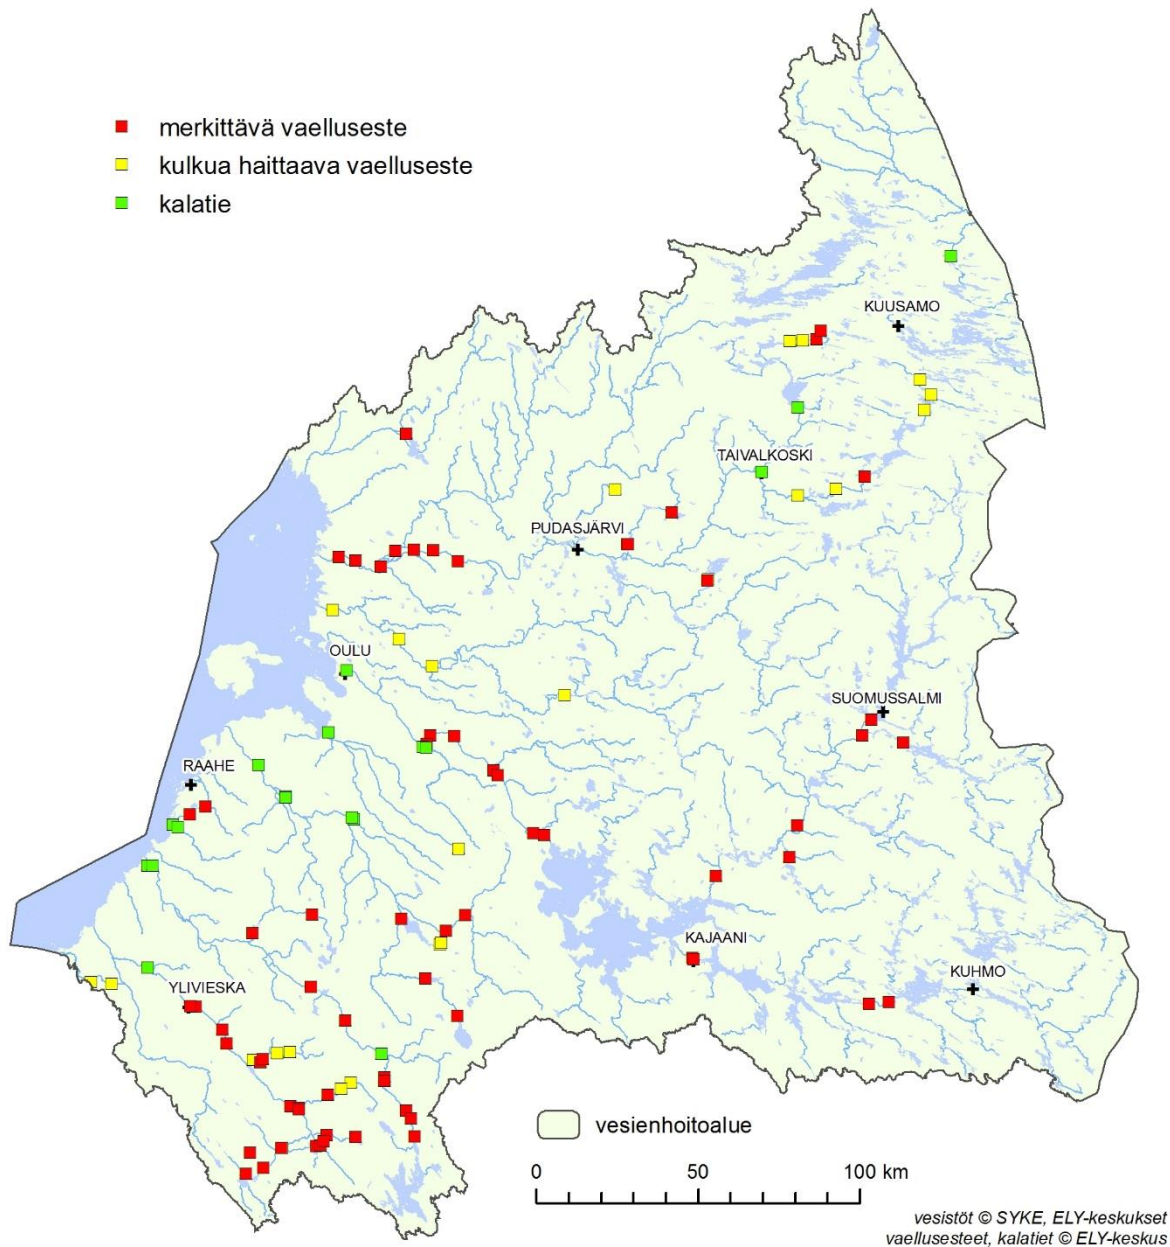 merkittävä vaelluseste
kulkua haittaava vaelluseste
kalatie
KUUSAMO
TAIVALKOSKI
PUDASJÄRVI
OULU
SUOMUSSALMI
RAAHE
KAJAANI
KUHMO
YLIVIESKA
vesienhoitoalue
0 50 100 km
vesistöt © SYKE, ELY-keskukset
vaellusesteet, kalatiet © ELY-keskus